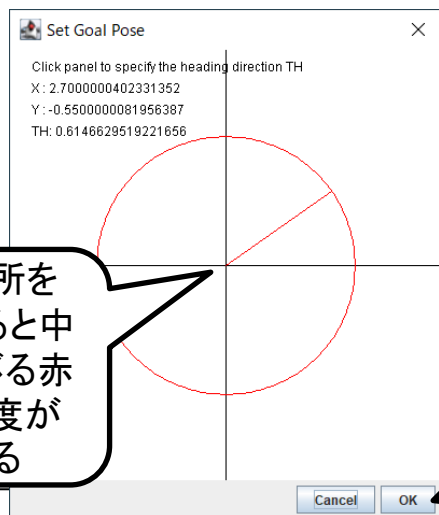 Set Goal Pose
Click panel to specify the heading direction TH
X : 2.7000000402331352
Y : -0.5500000081956387
TH: 0.6146629519221656
所を
ると中
がる赤
度が
る
Cancel
OK